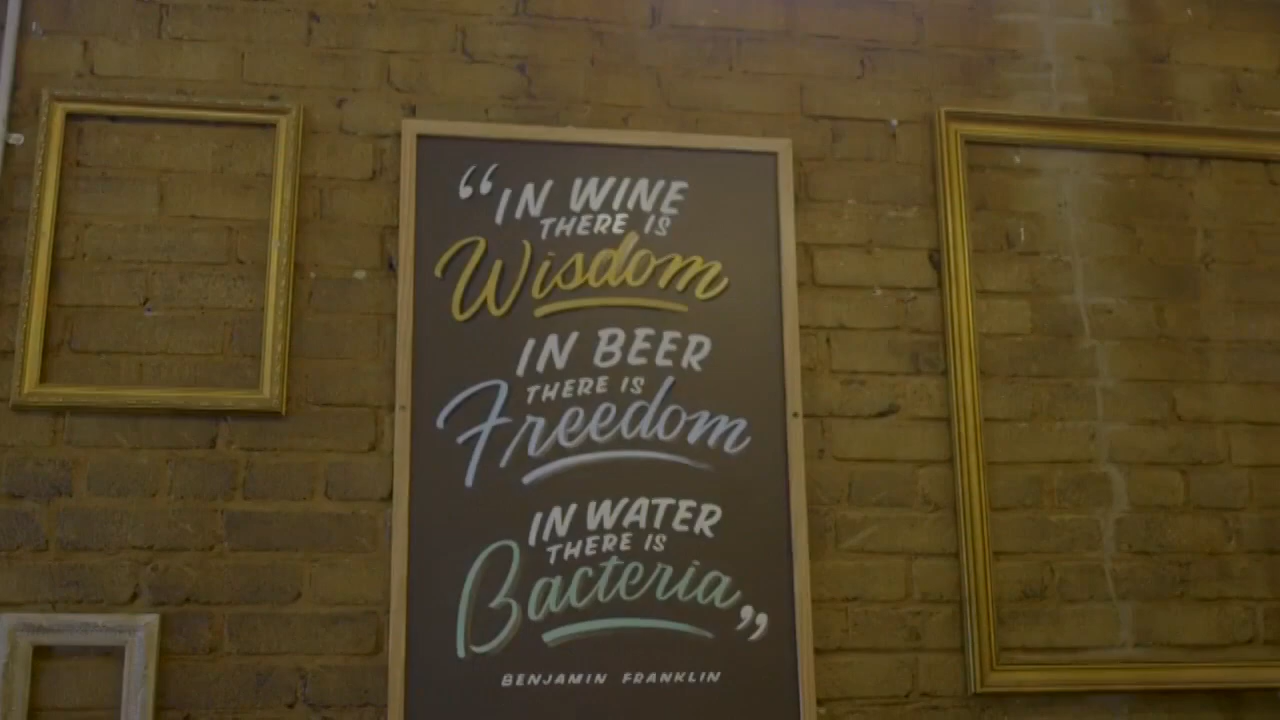 “IN WINE
THERE IS
Wisdom
IN BEER
THERE IS
Freedom
IN WATER
THERE IS
Bacteria”
BENJAMIN FRANKLIN